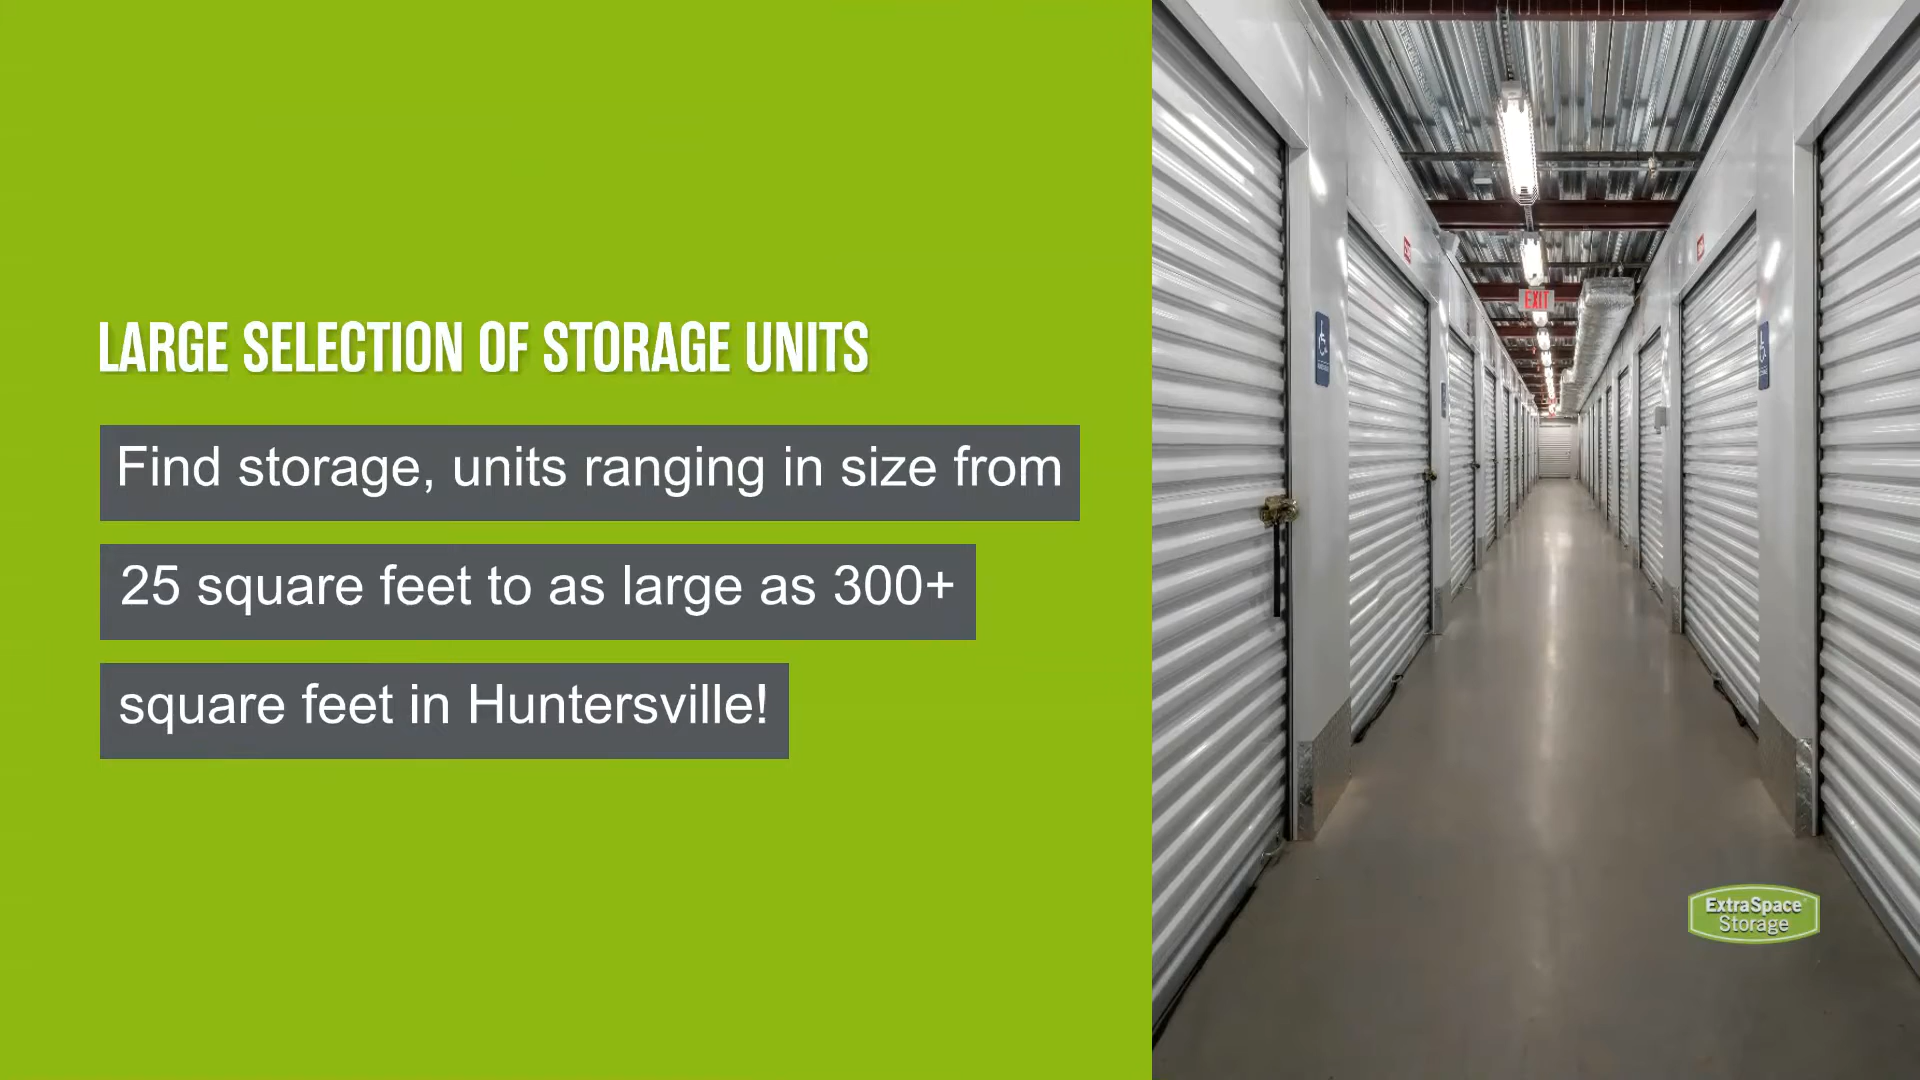 LARGE SELECTION OF STORAGE UNITS
Find storage, units ranging in size from
25 square feet to as large as 300+
square feet in Huntersville!
EXIT
ExtraSpace
Storage